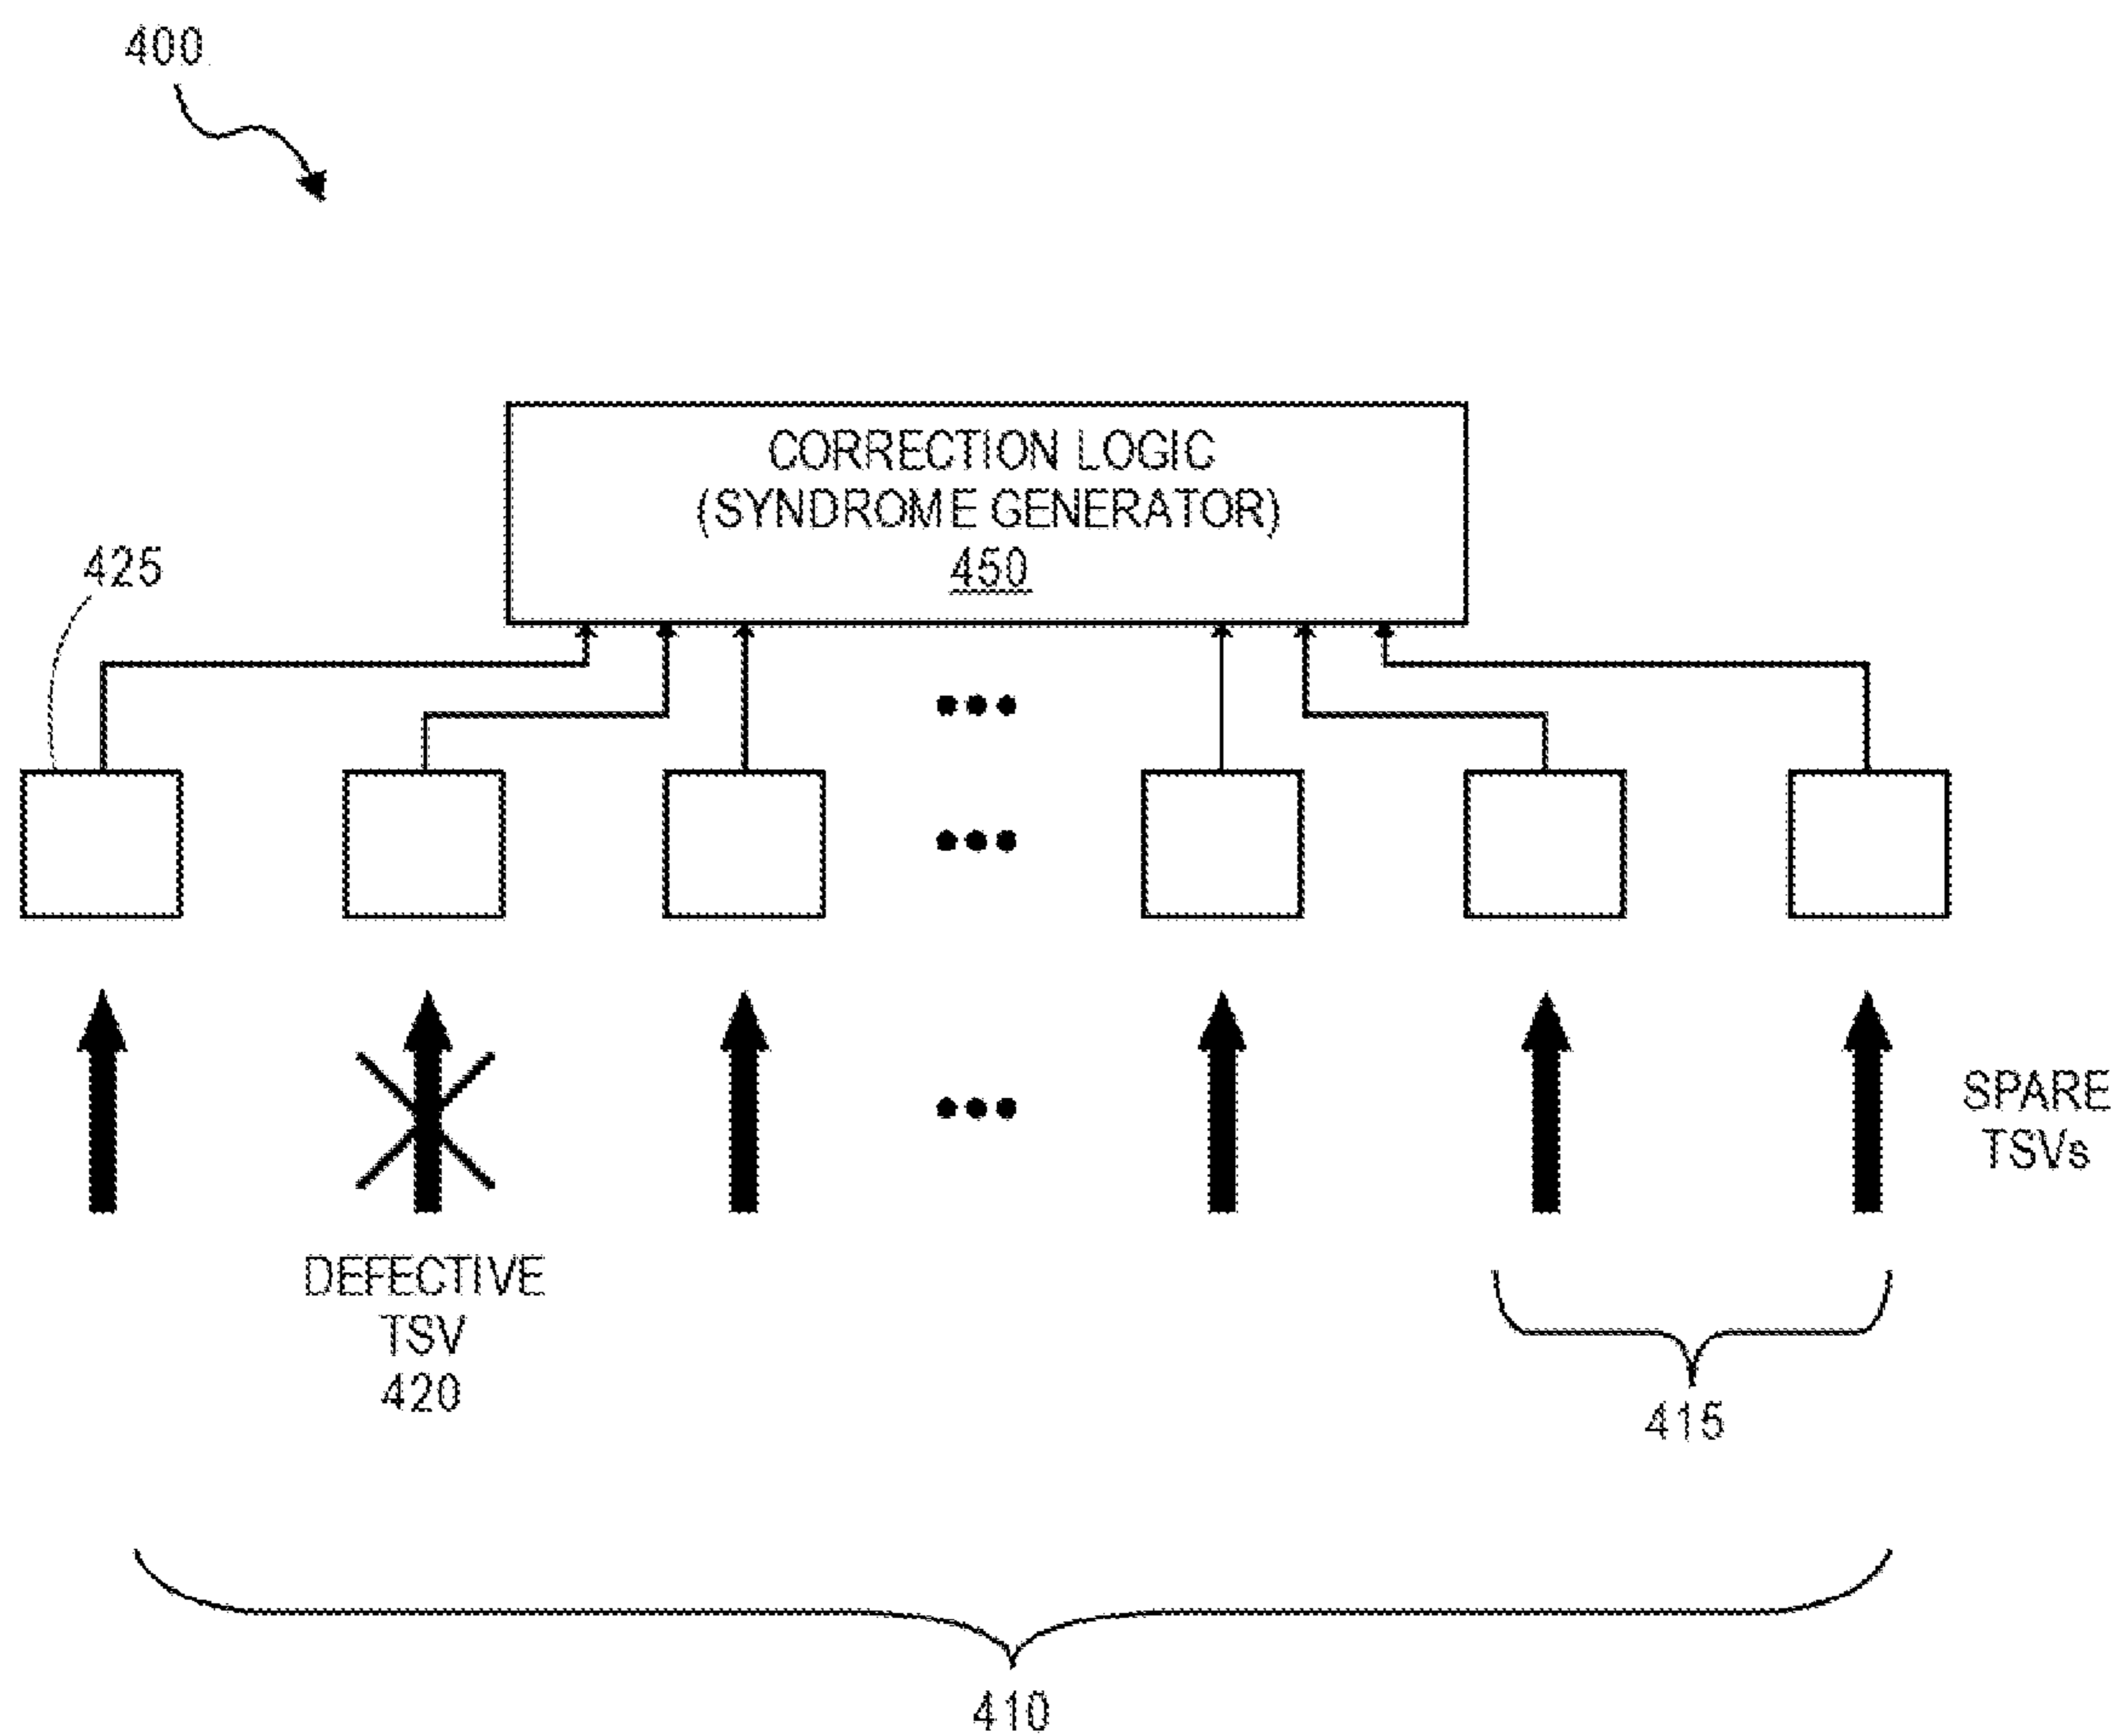 400
CORRECTION LOGIC
(SYNDROME GENERATOR)
450
425
SPARE
TSVs
DEFECTIVE
TSV
420
415
410